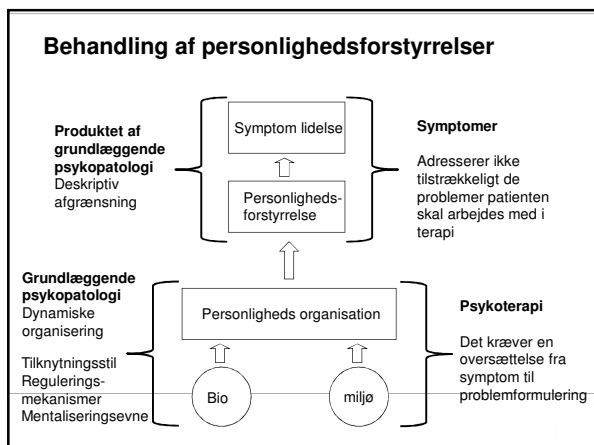 Behandling af personlighedsforstyrrelser
Produktet af
grundlæggende
psykopatologi
Deskriptiv
afgrænsning
Symptom lidelse
Personligheds-
forstyrrelse
Symptomer
Adresserer ikke
tilstrækkeligt de
problemer patienten
skal arbejdes med i
terapi
Grundlæggende
psykopatologi
Dynamiske
organisering
Tilknytningsstil
Regulerings-
mekanismer
Mentaliseringsevne
Personligheds organisation
Bio
miljø
Psykoterapi
Det kræver en
oversættelse fra
symptom til
problemformulering